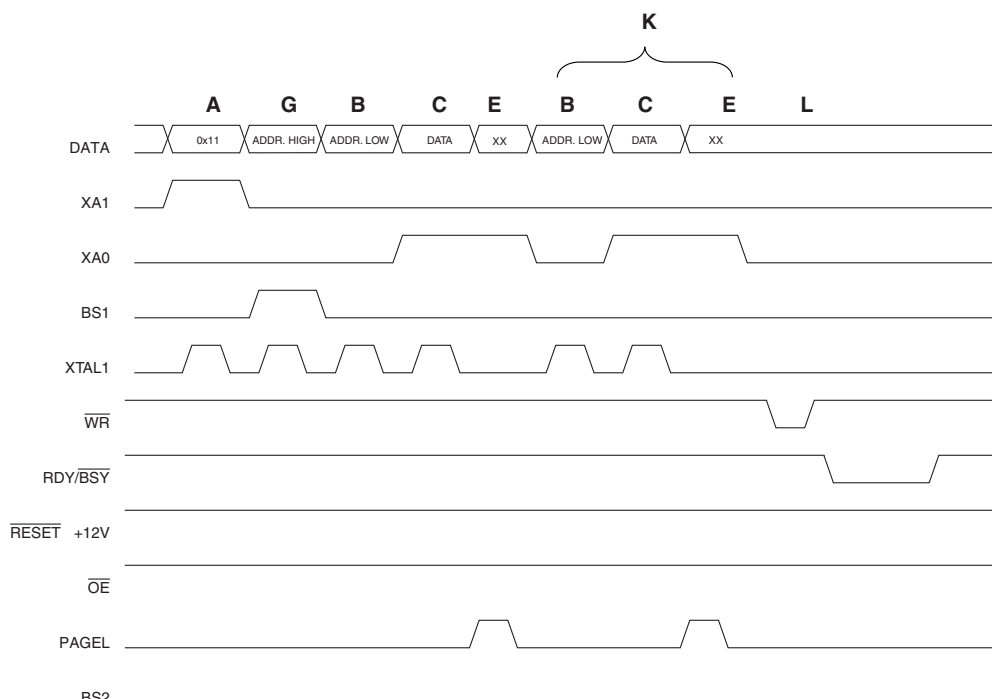 K
A G B C E B C E L
DATA 0x11 ADDR. HIGH ADDR. LOW DATA XX ADDR. LOW DATA XX
XA1
XA0
BS1
XTAL1
WR
RDY/BSY
RESET +12V
OE
PAGEL
BS2